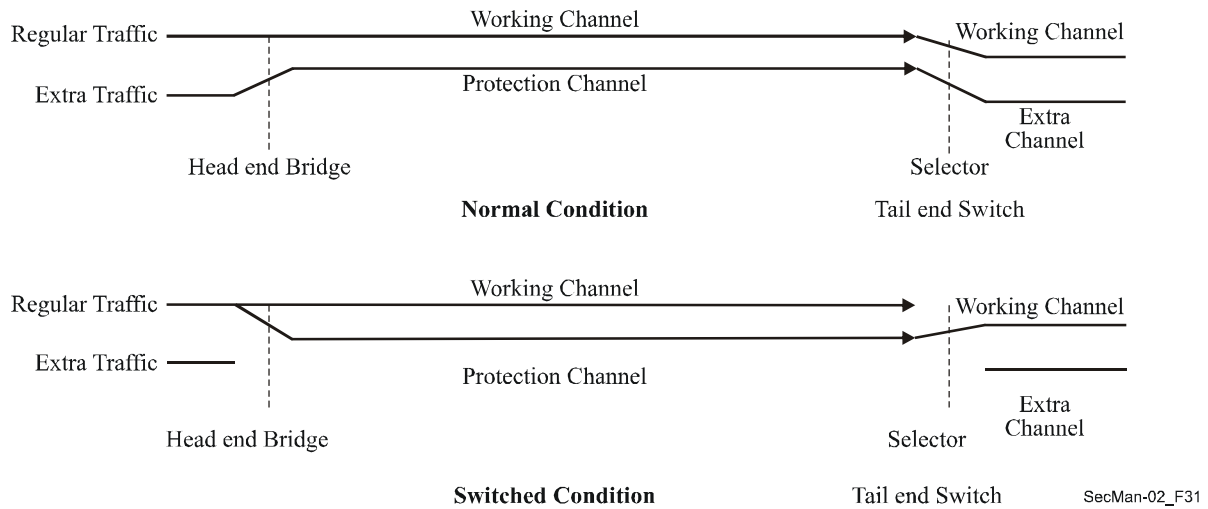 Working Channel
Regular Traffic
Working Channel
Extra Traffic
Protection Channel
Extra
Channel
Head end Bridge
Selector
Normal Condition
Tail end Switch
Working Channel
Regular Traffic
Working Channel
Extra Traffic
Protection Channel
Extra
Channel
Head end Bridge
Selector
Switched Condition
Tail end Switch
SecMan-02_F31